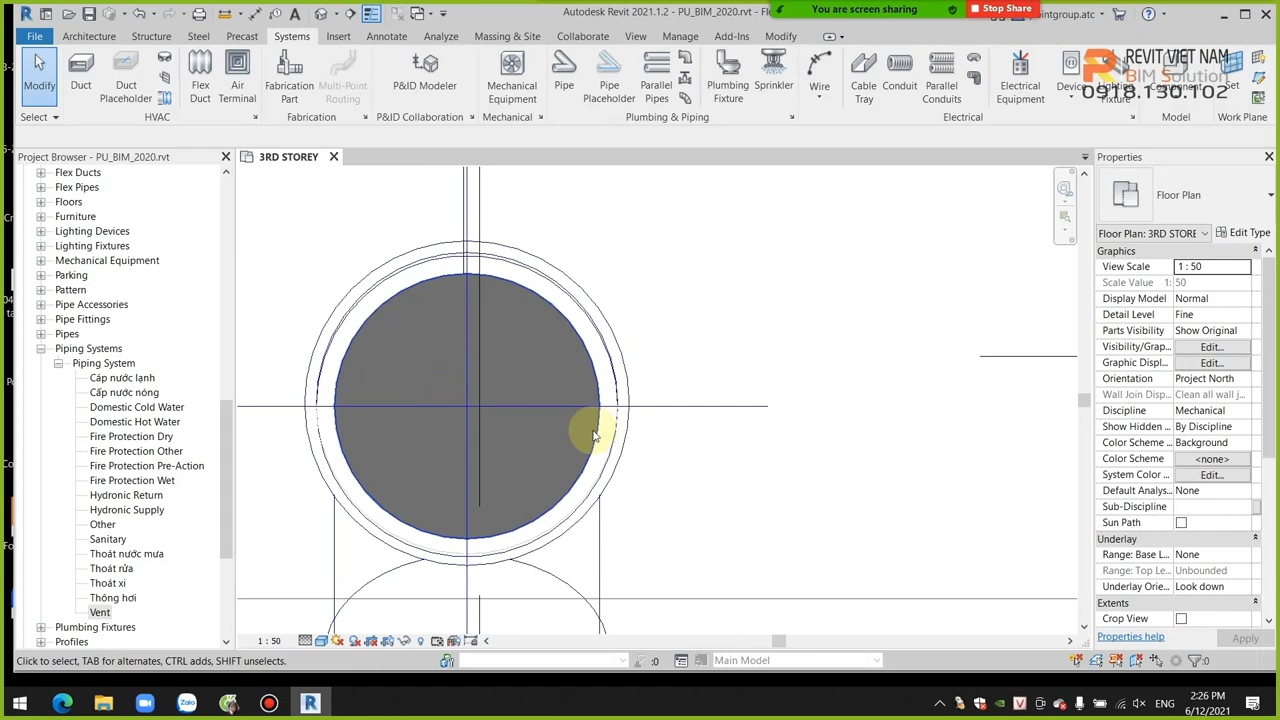 Autodesk Revit 2021.1.2 - PU_BIM_2020.rvt - Fl
You are screen sharing
Stop Share
ointgroup.atc
File
Architecture
Structure
Steel
Precast
Systems
Insert
Annotate
Analyze
Massing & Site
Collaborate
View
Manage
Add-Ins
Modify
REVIT VIET NAM
BIM Solution
0918.130.102
Modify
Duct
Duct Placeholder
Flex Duct
Air Terminal
Fabrication Part
Multi-Point Routing
P&ID Modeler
Mechanical Equipment
Pipe
Pipe Placeholder
Parallel Pipes
Plumbing Fixture
Sprinkler
Wire
Cable Tray
Conduit
Parallel Conduits
Electrical Equipment
Device
Lighting Fixture
Component
Set
Select
HVAC
Fabrication
P&ID Collaboration
Mechanical
Plumbing & Piping
Electrical
Model
Work Plane
Project Browser - PU_BIM_2020.rvt
3RD STOREY
Properties
Flex Ducts
Flex Pipes
Floors
Furniture
Lighting Devices
Lighting Fixtures
Mechanical Equipment
Parking
Pattern
Pipe Accessories
Pipe Fittings
Pipes
Piping Systems
Piping System
Cáp nước lạnh
Cấp nước nóng
Domestic Cold Water
Domestic Hot Water
Fire Protection Dry
Fire Protection Other
Fire Protection Pre-Action
Fire Protection Wet
Hydronic Return
Hydronic Supply
Other
Sanitary
Thoát nước mưa
Thoát rửa
Thoát xi
Thông hơi
Vent
Plumbing Fixtures
Profiles
Floor Plan
Floor Plan: 3RD STORE
Edit Type
Graphics
View Scale 1 : 50
Scale Value 1: 50
Display Model Normal
Detail Level Fine
Parts Visibility Show Original
Visibility/Grap... Edit...
Graphic Displ... Edit...
Orientation Project North
Wall Join Disp... Clean all wall j...
Discipline Mechanical
Show Hidden ... By Discipline
Color Scheme ... Background
Color Scheme <none>
System Color ... Edit...
Default Analys... None
Sub-Discipline
Sun Path
Underlay
Range: Base L... None
Range: Top Le... Unbounded
Underlay Orie... Look down
Extents
Crop View
Properties help
Apply
1 : 50
Click to select, TAB for alternates, CTRL adds, SHIFT unselects.
:0
Main Model
:0
Zalo
ENG
2:26 PM
6/12/2021